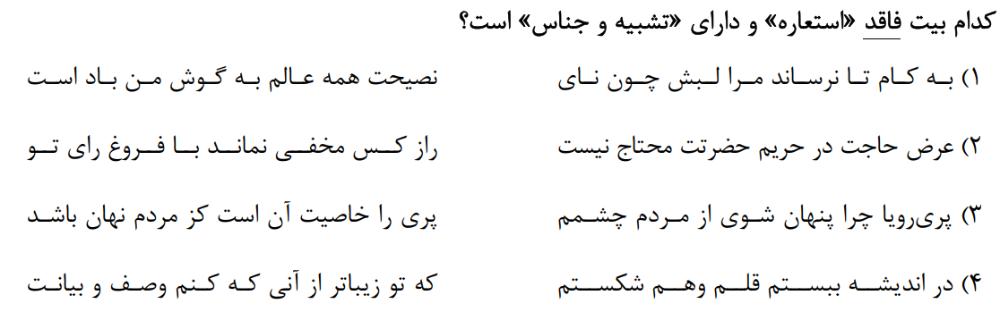 کدام بیت فاقد «استعاره» و دارای «تشبیه و جناس» است؟
۱) به کام تا نرساند مرا لبش چون نای نصیحت همه عالم به گوش من باد است
۲) عرض حاجت در حریم حضرتت محتاج نیست راز کس مخفی نماند با فروغ رای تو
۳) پری‌رویا چرا پنهان شوی از مردم چشمم پری را خاصیت آن است کز مردم نهان باشد
۴) در اندیشه ببستم قلم وهم شکستم که تو زیباتر از آنی که کنم وصف و بیانت